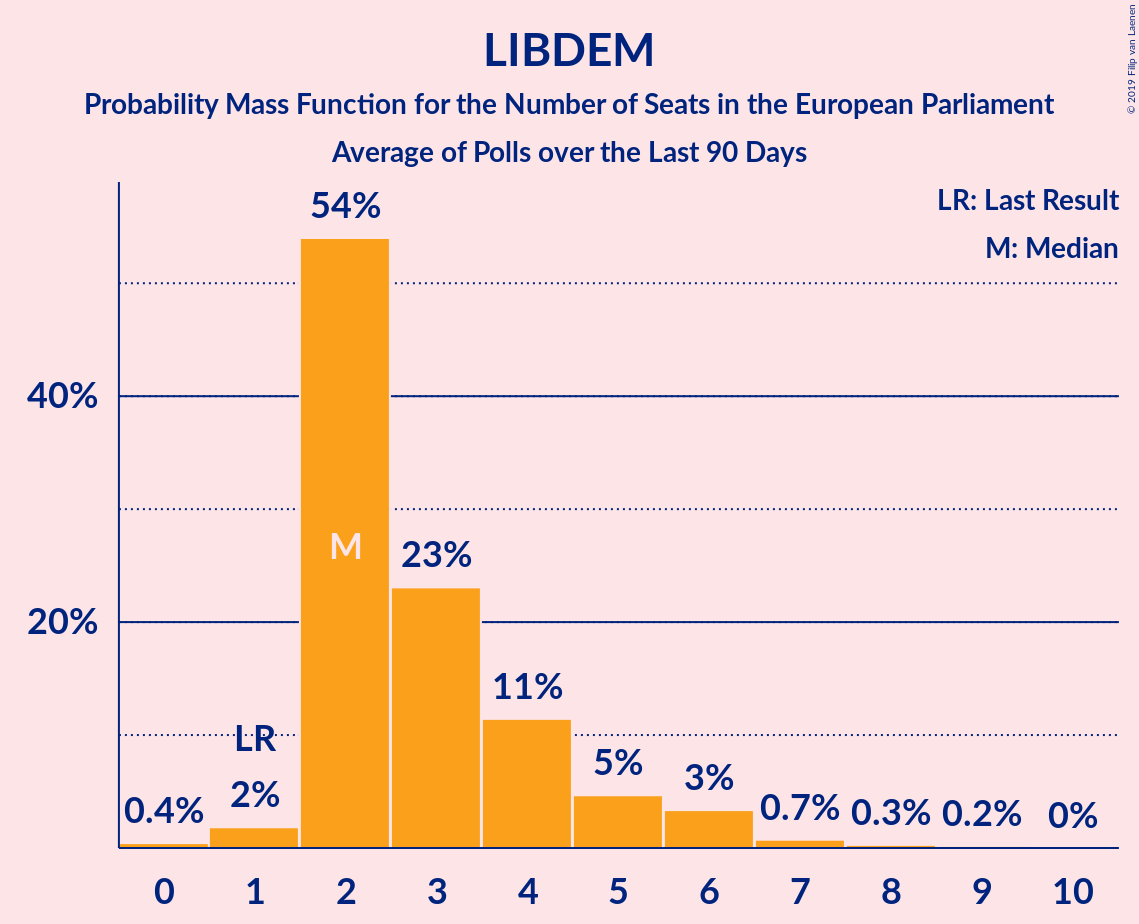 LIBDEM
Probability Mass Function for the Number of Seats in the European Parliament
Average of Polls over the Last 90 Days
© 2019 Filip van Laenen
LR: Last Result
M: Median
54%
40%
M
23%
20%
11%
LR
5%
3%
2%
0.4%
0.7%
0.3%
0.2%
0%
0 1 2 3 4 5 6 7 8 9 10